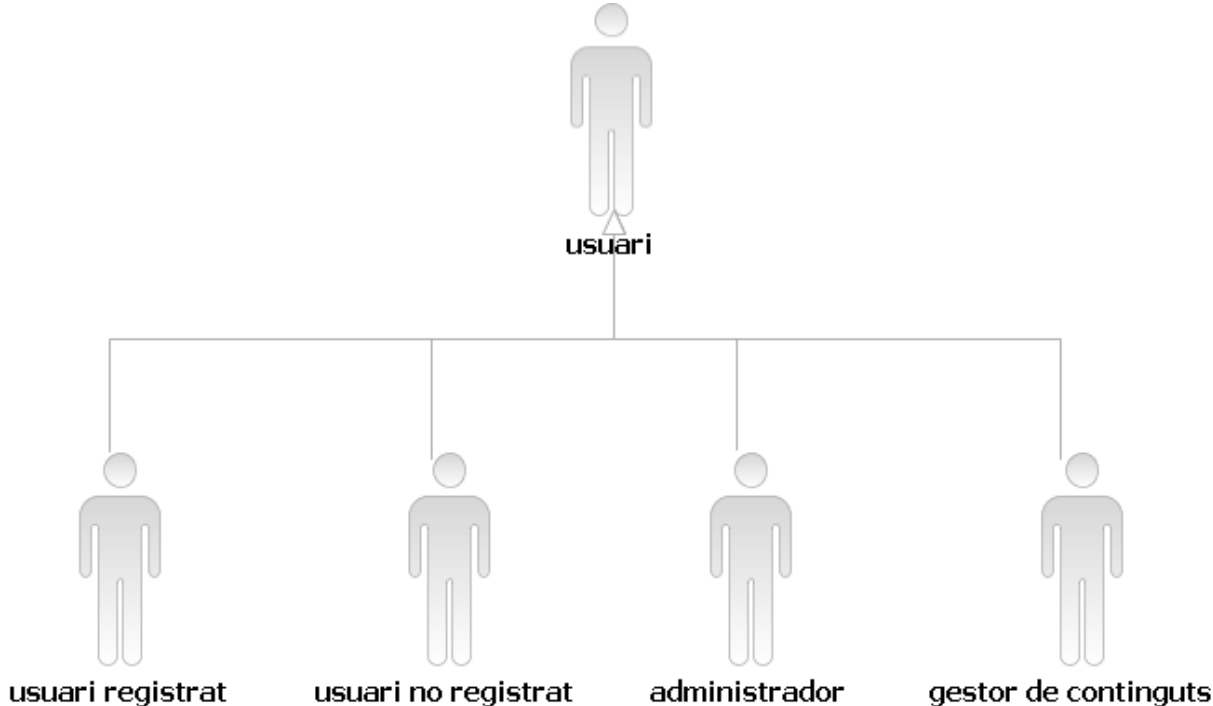 usuari
usuari registrat
usuari no registrat
administrador
gestor de continguts